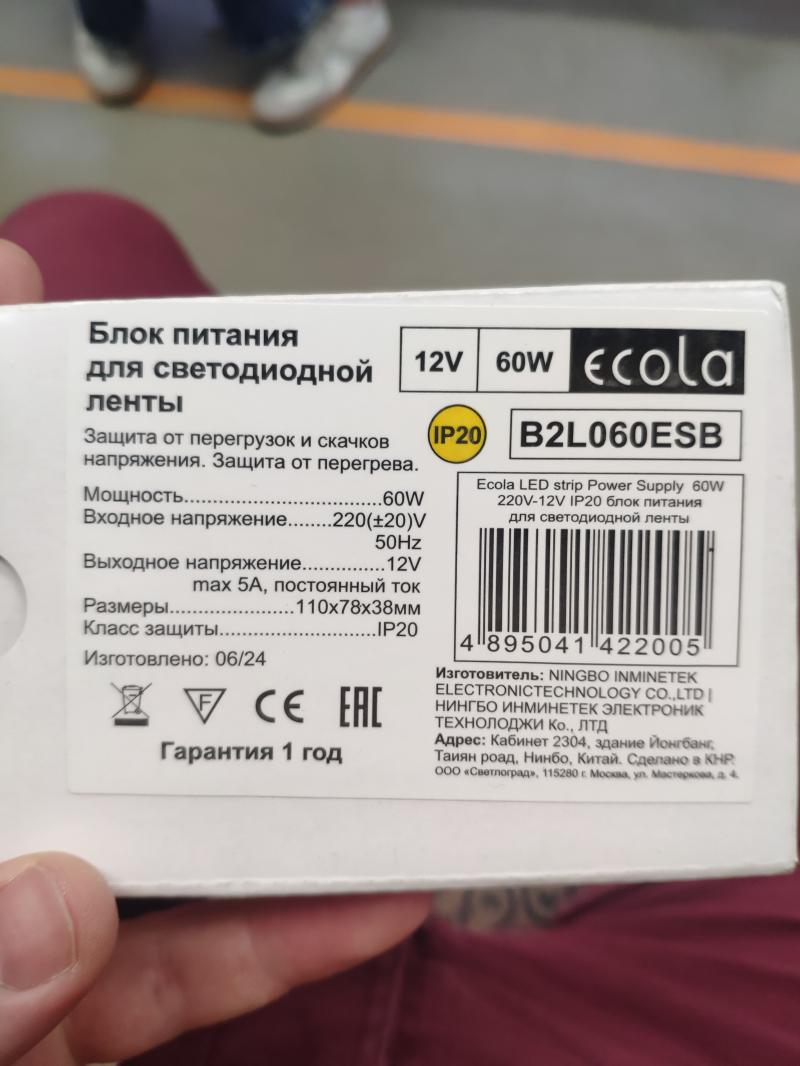 Блок питания
для светодиодной
ленты
12V 60W ecola
Защита от перегрузок и скачков
напряжения. Защита от перегрева.
IP20 B2L060ESB
Мощность..............................60W
Входное напряжение........220(±20)V
50Hz
Выходное напряжение...............12V
max 5A, постоянный ток
Размеры...................110x78x38мм
Класс защиты........................IP20
Изготовлено: 06/24
F CE EAC
Гарантия 1 год
Ecola LED strip Power Supply 60W
220V-12V IP20 блок питания
для светодиодной ленты
4 895041 422005
Изготовитель: NINGBO INMINETEK
ELECTRONICTECHNOLOGY CO.,LTD |
НИНГБО ИНМИНЕТЕК ЭЛЕКТРОНИК
ТЕХНОЛОДЖИ Ко., ЛТД
Адрес: Кабинет 2304, здание Йонгбанг,
Таиян роад, Нинбо, Китай. Сделано в КНР.
ООО «Светлоград», 115280 г. Москва, ул. Мастеркова, д. 4.